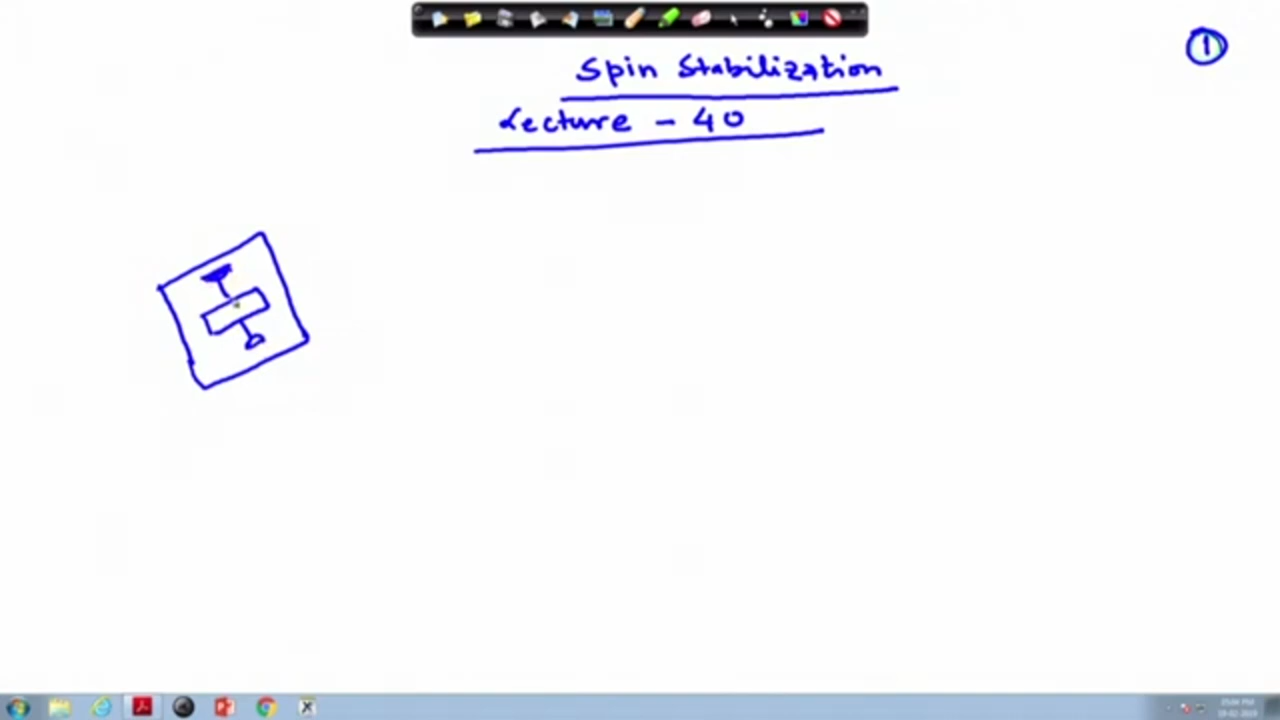 Spin Stabilization
①
Lecture - 40